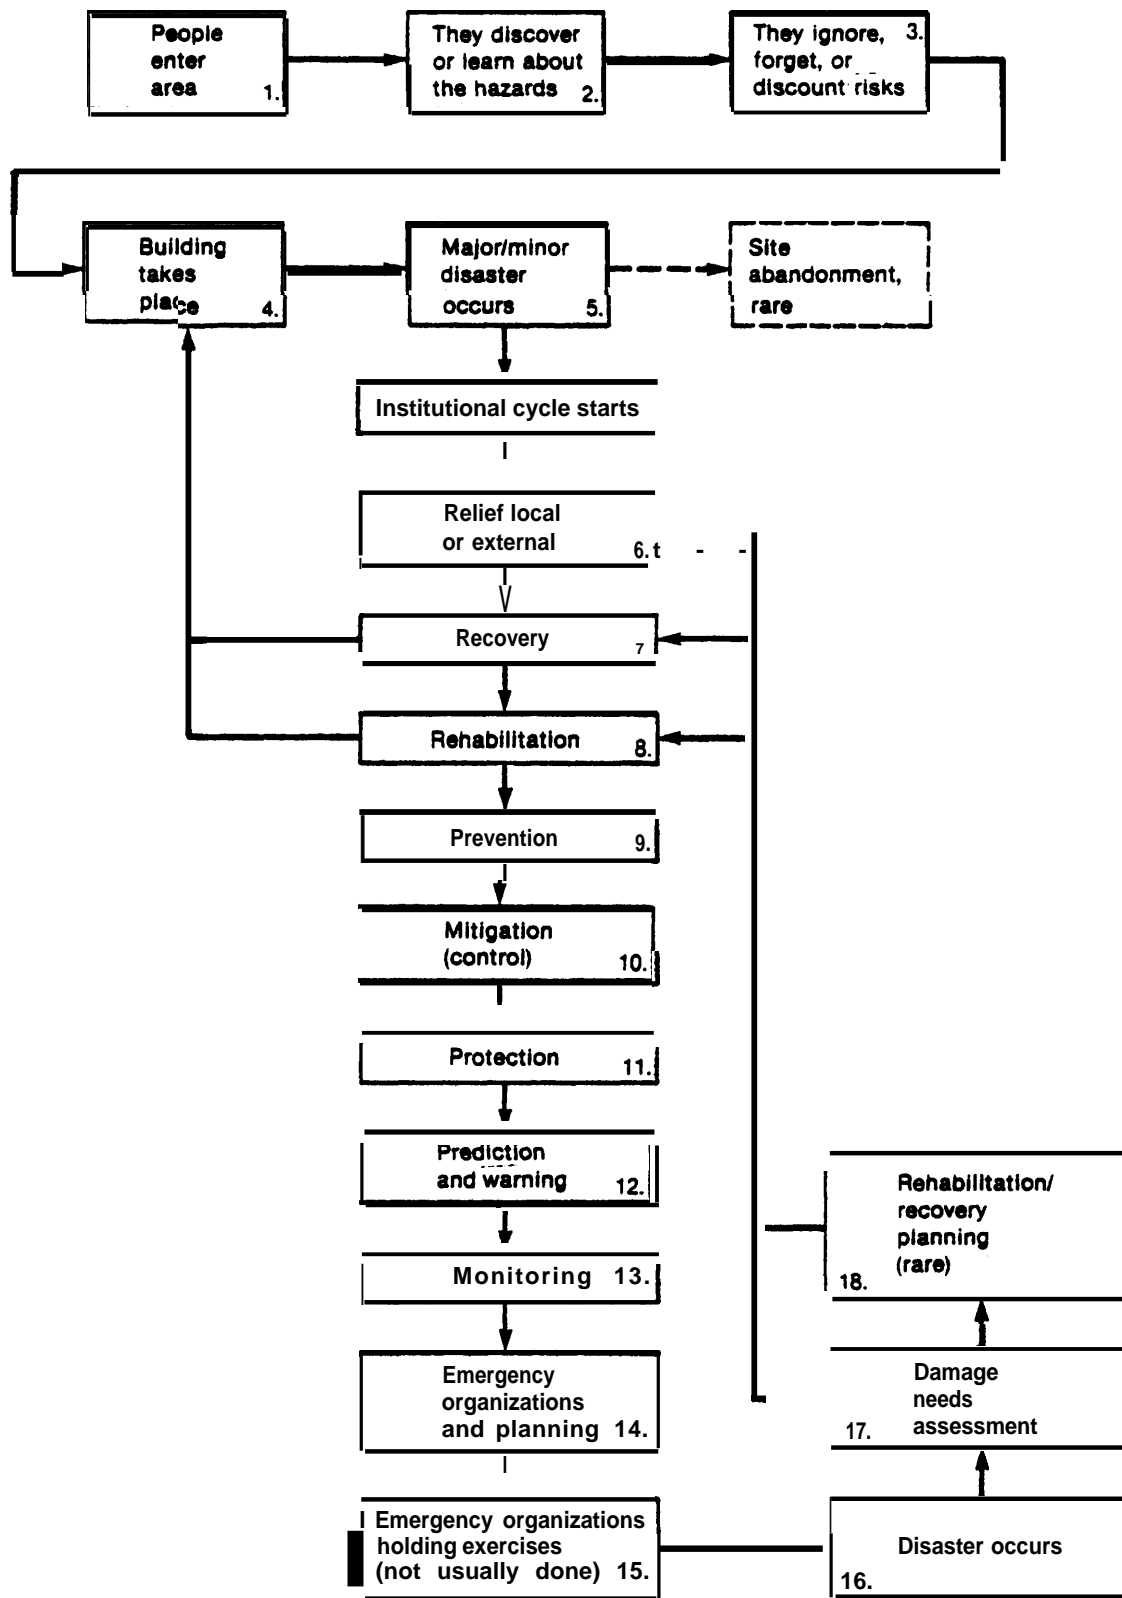 People
enter
area 1.
They discover
or learn about
the hazards 2.
They ignore, 3.
forget, or
discount risks
Building
takes
place 4.
Major/minor
disaster
occurs 5.
Site
abandonment,
rare
Institutional cycle starts
Relief local
or external 6. t - -
Recovery 7
Rehabilitation 8.
Prevention 9.
Mitigation
(control) 10.
Protection 11.
Prediction
and warning 12.
Monitoring 13.
Emergency
organizations
and planning 14.
Emergency organizations
holding exercises
(not usually done) 15.
Rehabilitation/
recovery
planning
(rare)
18.
Damage
needs
17. assessment
Disaster occurs
16.